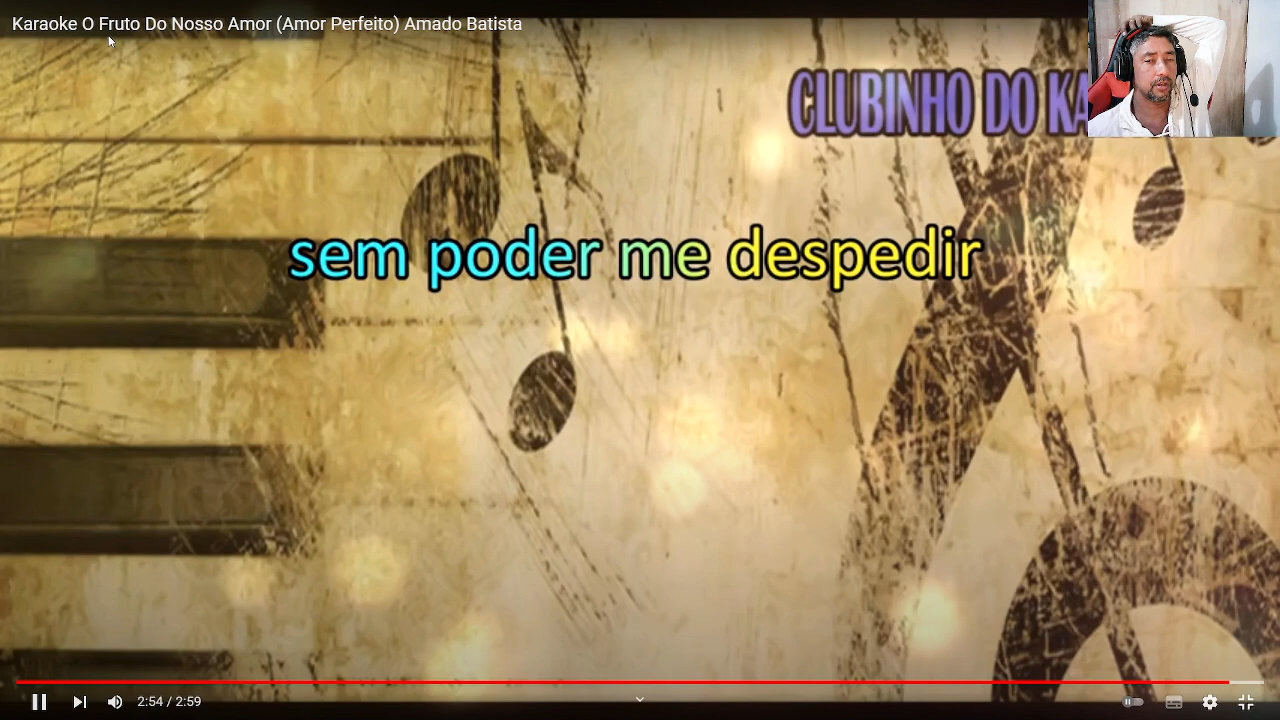 Karaoke O Fruto Do Nosso Amor (Amor Perfeito) Amado Batista
CLUBINHO DO
sem poder me despedir
2:54 / 2:59